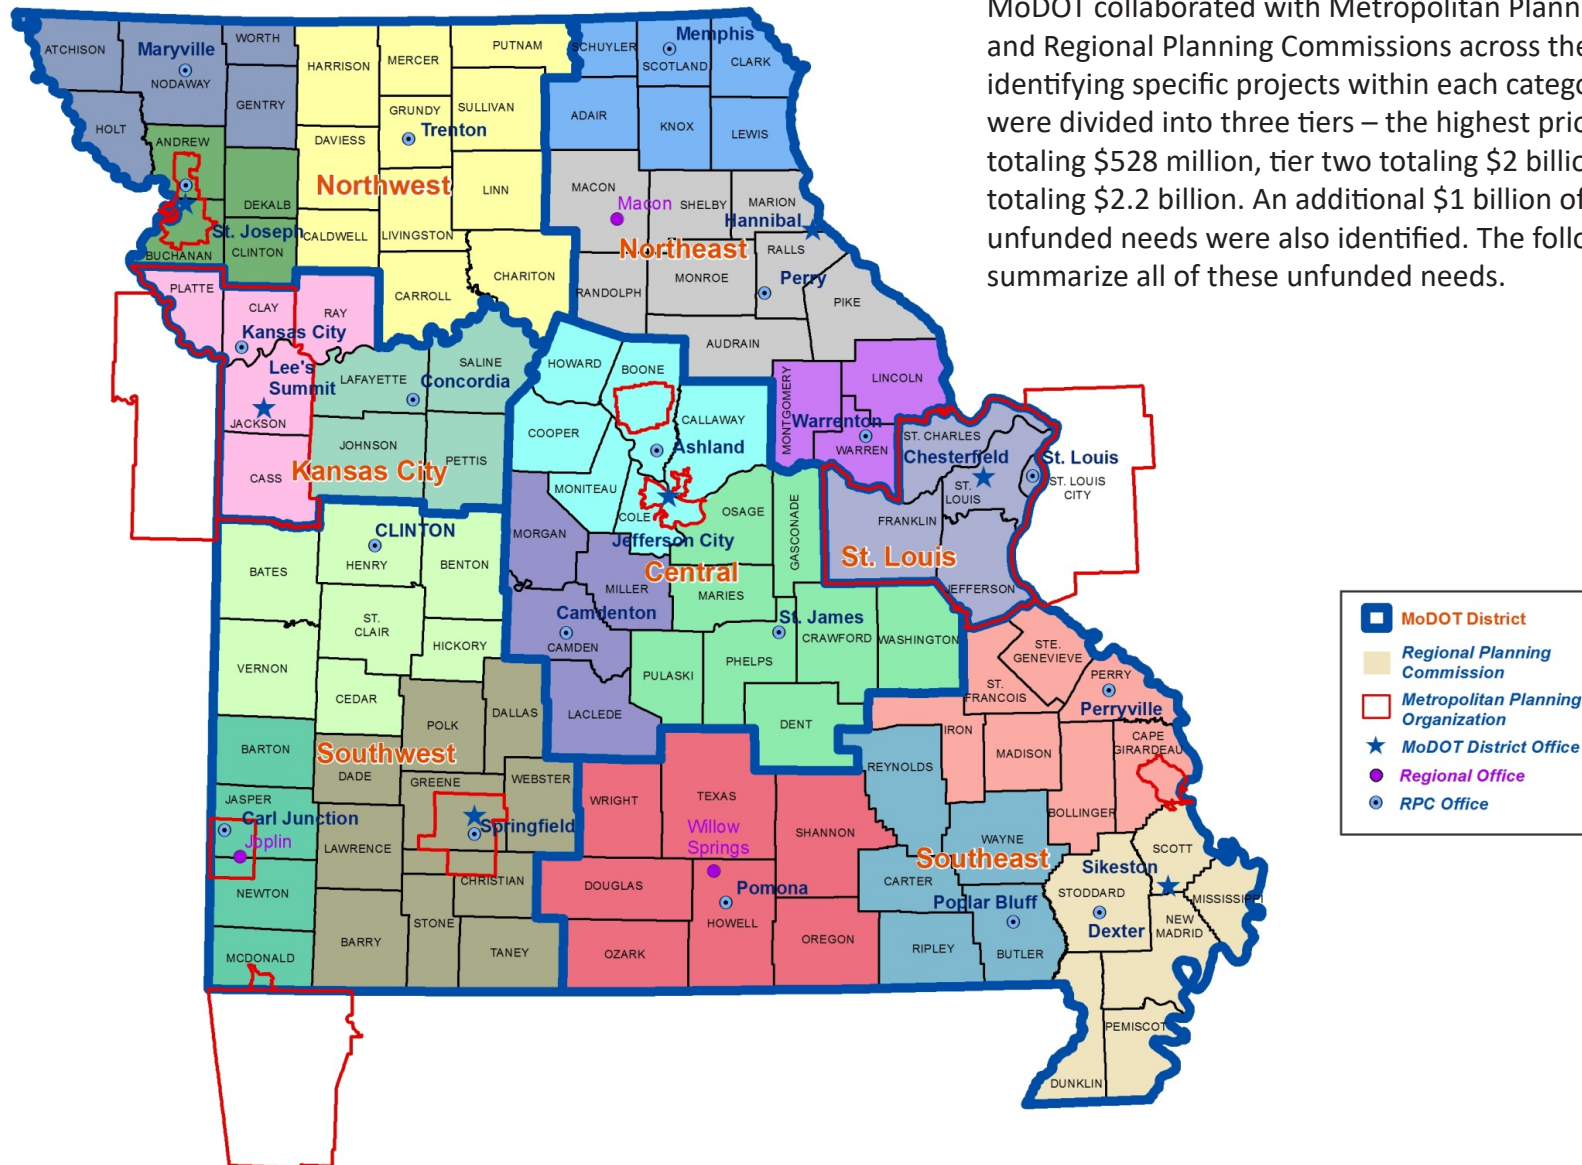 MoDOT collaborated with Metropolitan Plann
and Regional Planning Commissions across the
identifying specific projects within each catego
were divided into three tiers – the highest pric
totaling $528 million, tier two totaling $2 billio
totaling $2.2 billion. An additional $1 billion of
unfunded needs were also identified. The follo
summarize all of these unfunded needs.
ATCHISON
Maryville
NODAWAY
WORTH
HARRISON
MERCER
PUTNAM
SCHUYLER
Memphis
SCOTLAND
CLARK
HOLT
GENTRY
GRUNDY
SULLIVAN
Trenton
ADAIR
KNOX
LEWIS
ANDREW
DAVIESS
Northwest
LINN
MACON
Macon
SHELBY
MARION
Hannibal
DEKALB
St. Joseph
CLINTON
BUCHANAN
CALDWELL
LIVINGSTON
Northeast
RALLS
CHARITON
CARROLL
RANDOLPH
MONROE
Perry
PIKE
AUDRAIN
PLATTE
CLAY
RAY
Kansas City
Lee's
Summit
JACKSON
LAFAYETTE
SALINE
Concordia
HOWARD
BOONE
CALLAWAY
MONTGOMERY
LINCOLN
Warrenton
WARREN
ST. CHARLES
Chesterfield
ST.
LOUIS
St. Louis
ST. LOUIS
CITY
COOPER
Ashland
JOHNSON
PETTIS
Kansas City
CASS
MONITEAU
COLE
OSAGE
GASCONADE
FRANKLIN
St. Louis
JEFFERSON
CLINTON
HENRY
BENTON
BATES
MORGAN
Jefferson City
Central
MILLER
MARIES
ST.
CLAIR
HICKORY
Camdenton
CAMDEN
St. James
CRAWFORD
WASHINGTON
PHELPS
PULASKI
VERNON
CEDAR
POLK
DALLAS
LACLEDE
DENT
STE.
GENEVIEVE
ST.
FRANCOIS
PERRY
Perryville
BARTON
Southwest
DADE
GREENE
WEBSTER
IRON
MADISON
CAPE
GIRARDEAU
REYNOLDS
BOLLINGER
JASPER
Carl Junction
Joplin
LAWRENCE
Springfield
WRIGHT
TEXAS
Willow
Springs
SHANNON
WAYNE
Southeast
SCOTT
Sikeston
NEWTON
CHRISTIAN
DOUGLAS
Pomona
HOWELL
CARTER
Poplar Bluff
STODDARD
Dexter
MISSISSIPPI
NEW
MADRID
MCDONALD
BARRY
STONE
TANEY
OZARK
OREGON
RIPLEY
BUTLER
PEMISCOT
DUNKLIN
MoDOT District
Regional Planning
Commission
Metropolitan Planning
Organization
MoDOT District Office
Regional Office
RPC Office